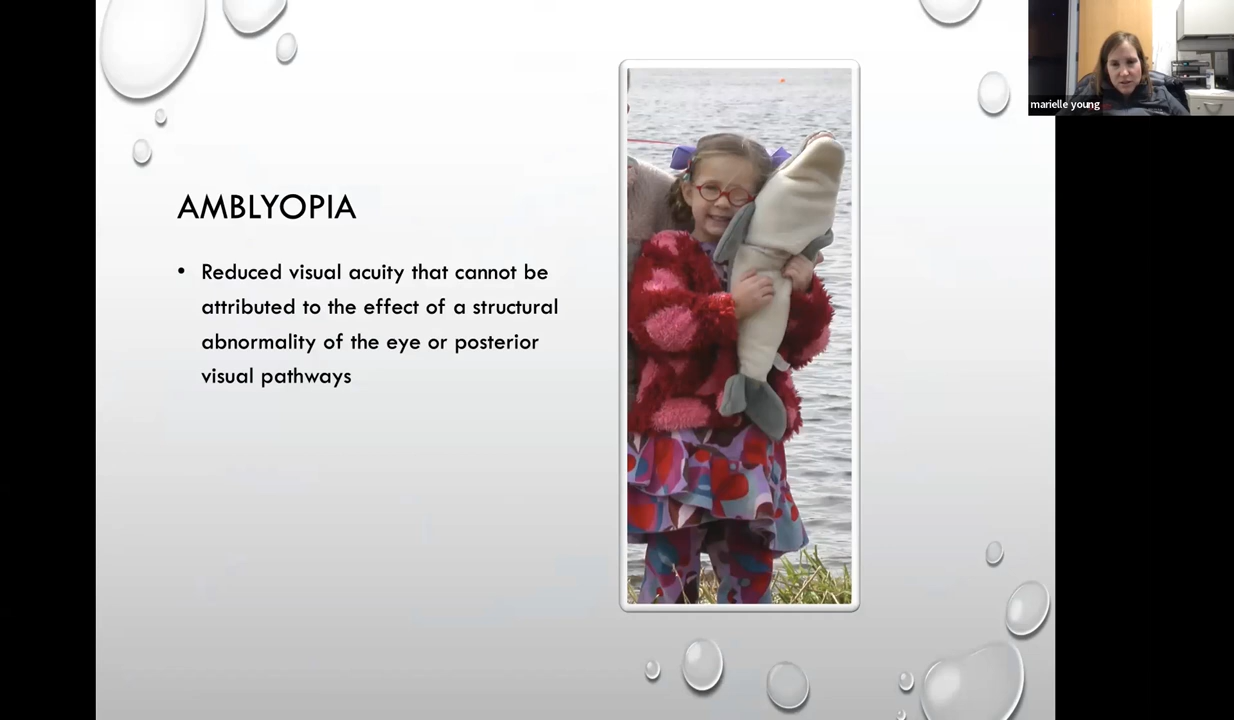 marielle young
AMBLYOPIA
• Reduced visual acuity that cannot be
attributed to the effect of a structural
abnormality of the eye or posterior
visual pathways